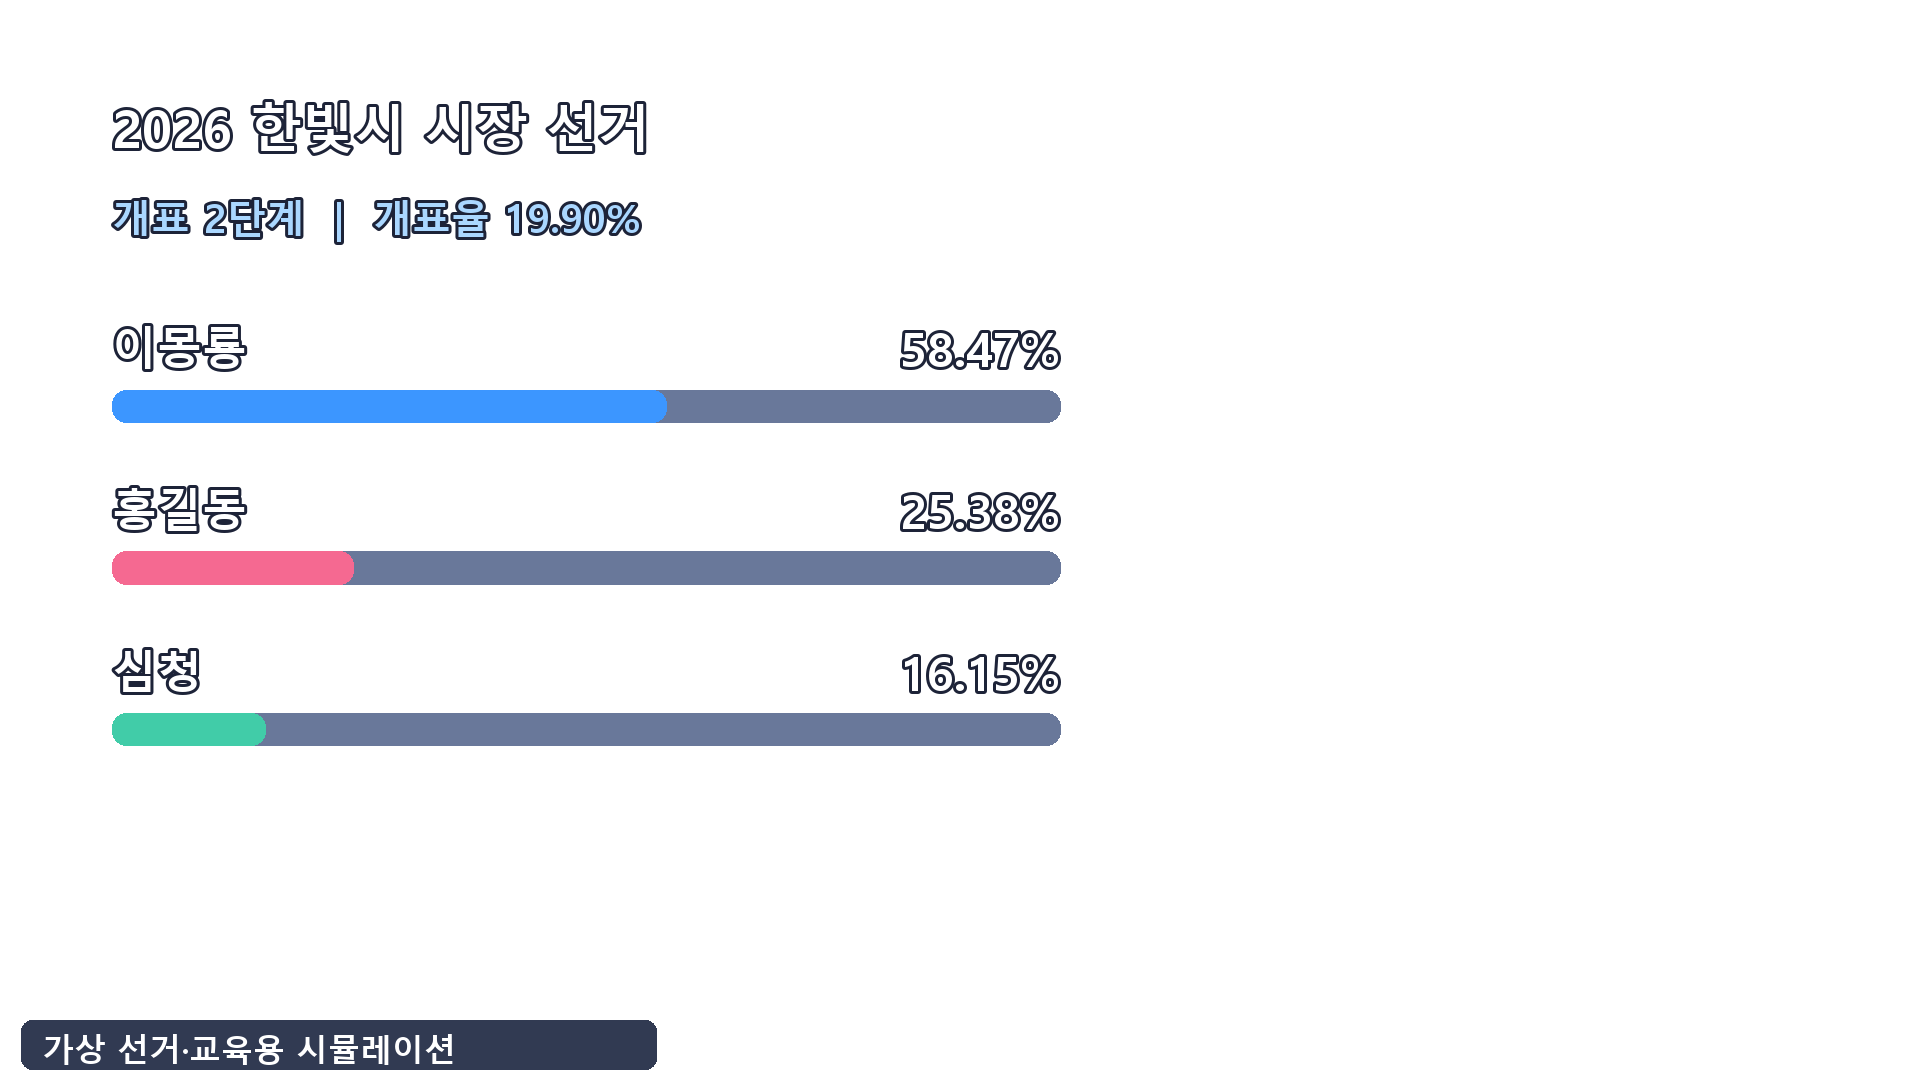 2026 한빛시 시장 선거
개표 2단계 | 개표율 19.90%
이몽룡 58.47%
홍길동 25.38%
심청 16.15%
가상 선거·교육용 시뮬레이션